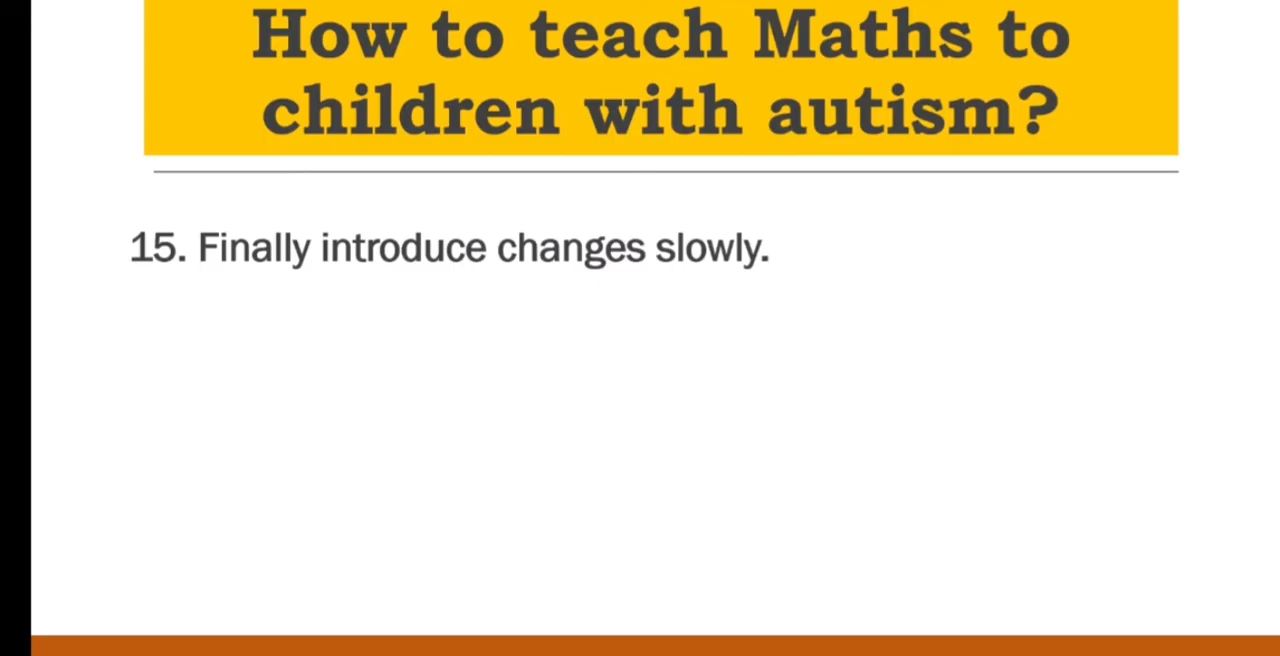 How to teach Maths to
children with autism?
15. Finally introduce changes slowly.